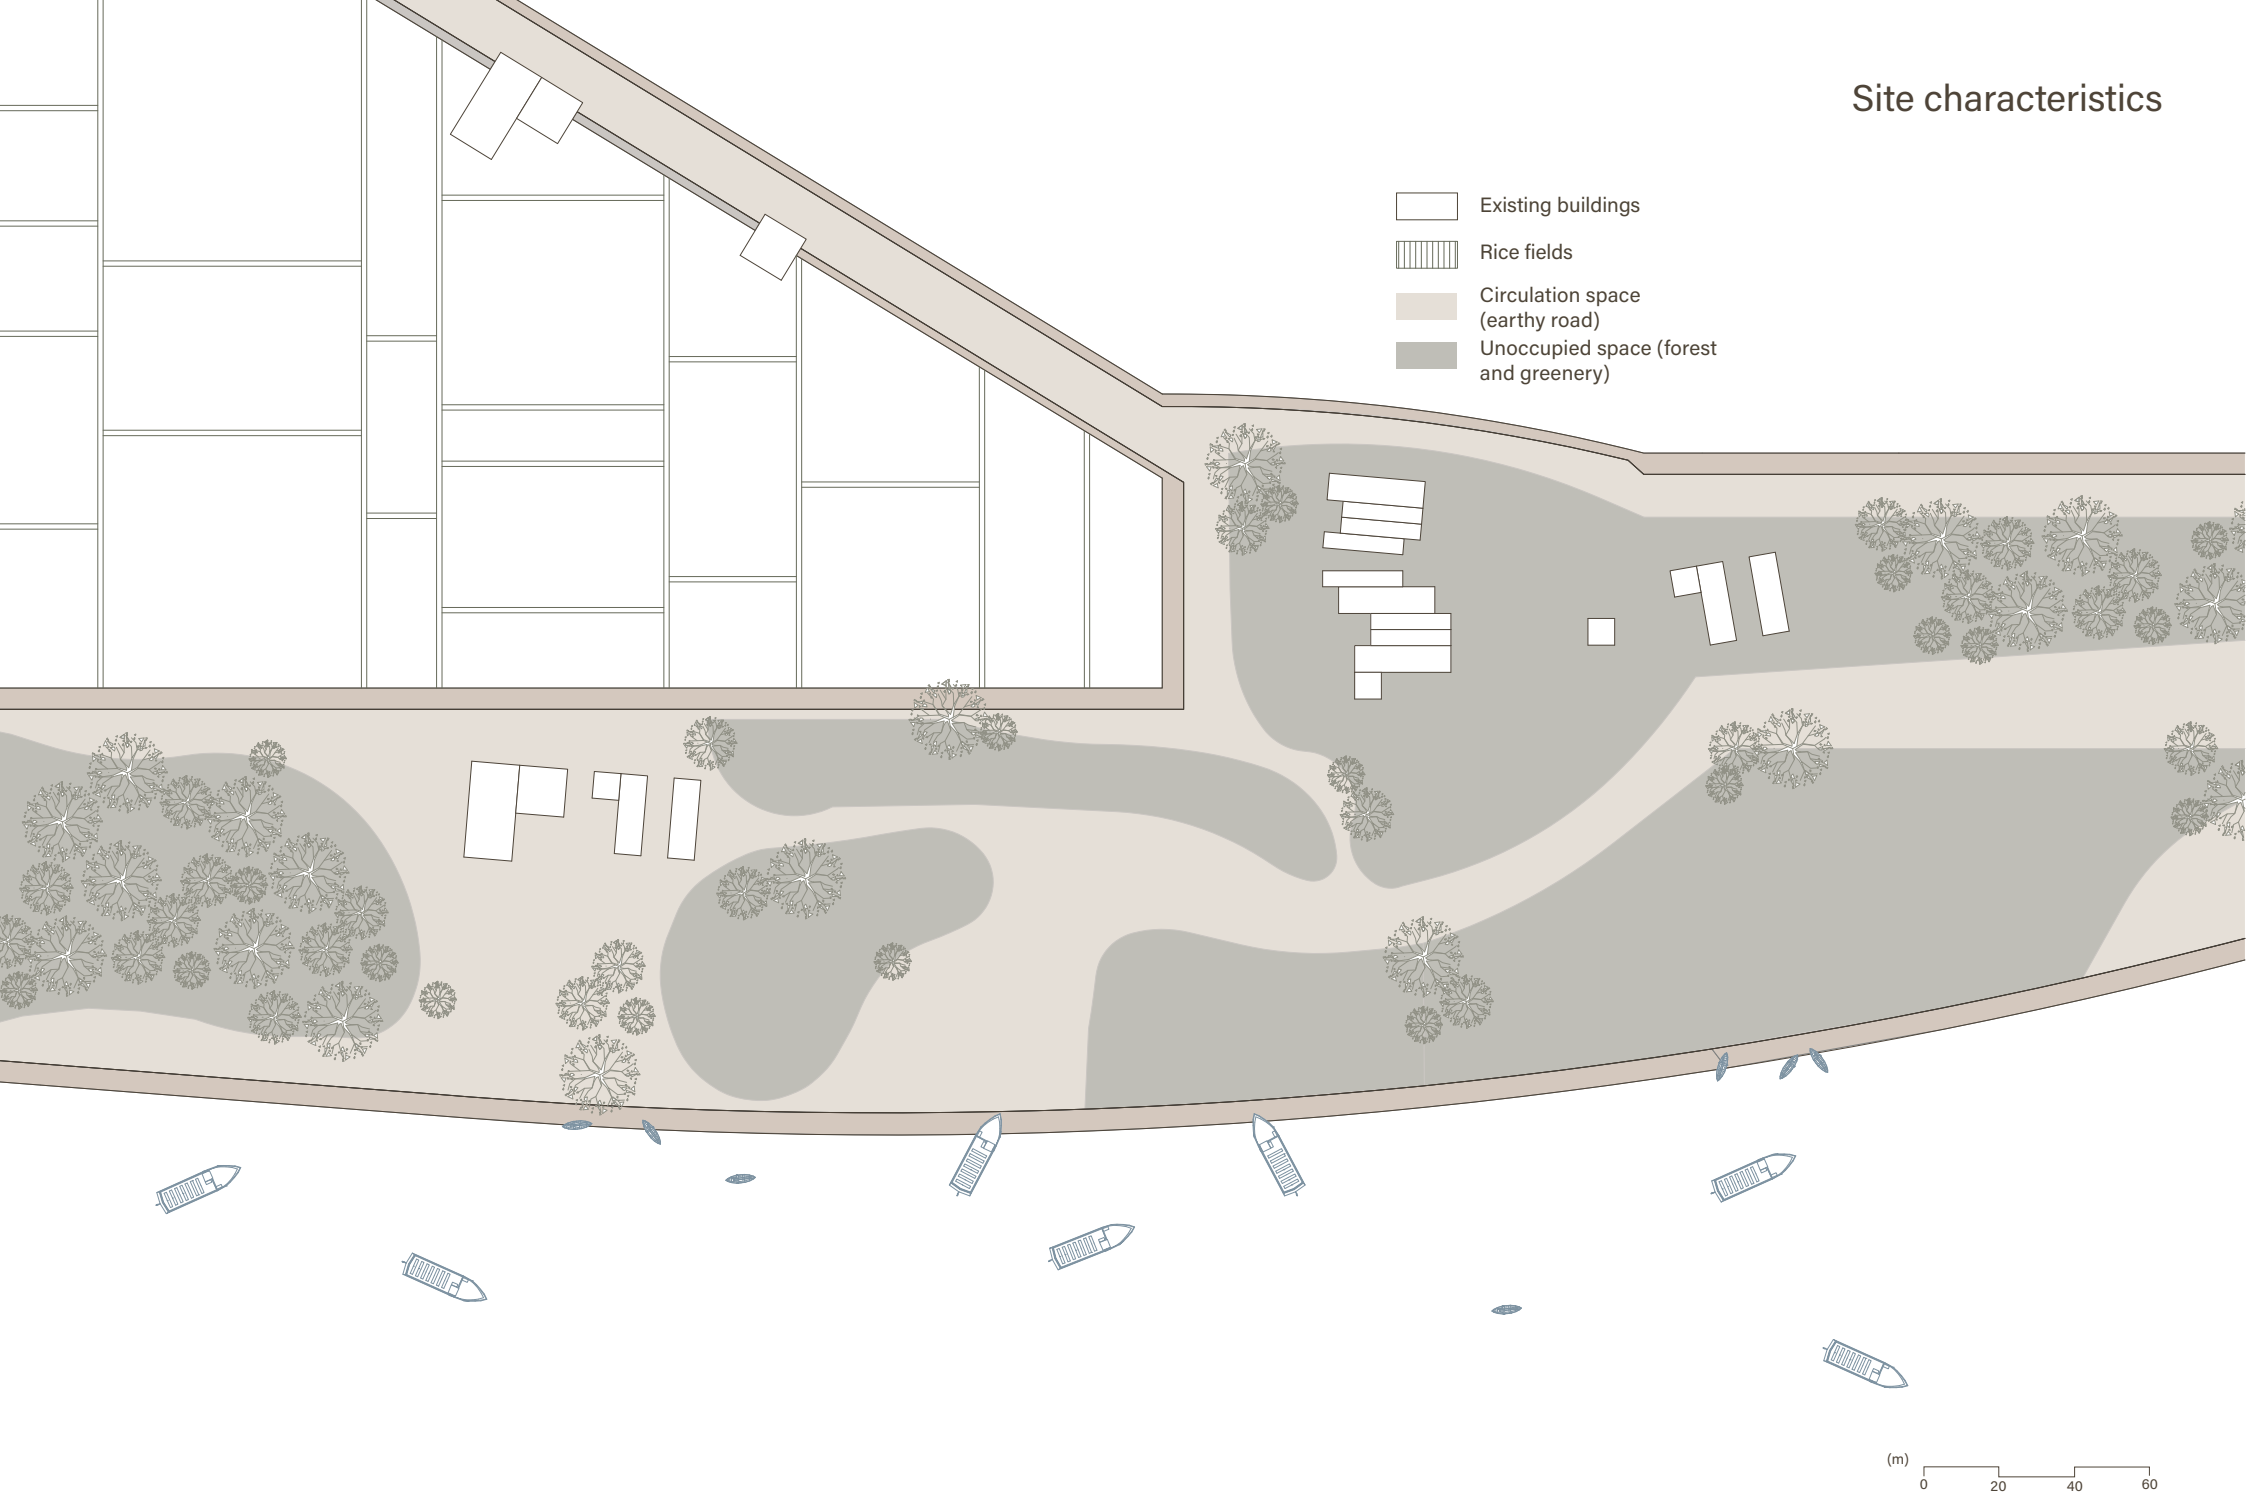 Site characteristics
Existing buildings
Rice fields
Circulation space
(earthy road)
Unoccupied space (forest
and greenery)
(m)
0 20 40 60